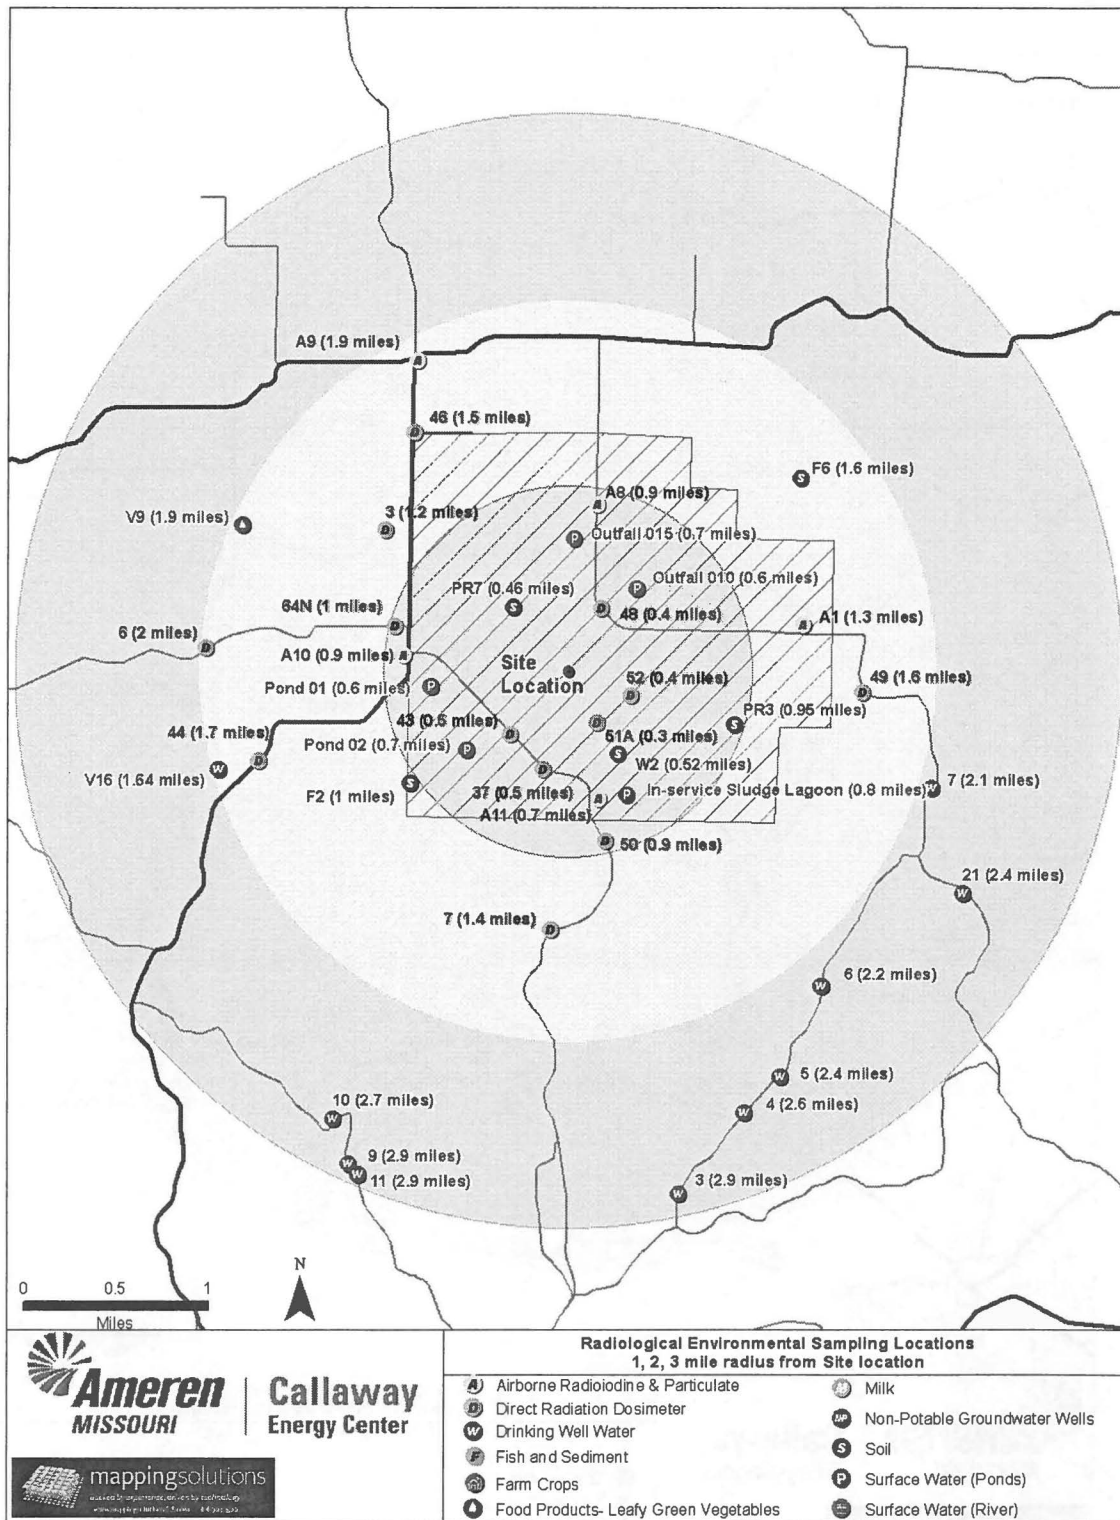 A9 (1.9 miles)
46 (1.5 miles)
F6 (1.6 miles)
A8 (0.9 miles)
V9 (1.9 miles)
3 (1.2 miles)
Outfall 015 (0.7 miles)
PR7 (0.46 miles)
Outfall 010 (0.6 miles)
64N (1 miles)
48 (0.4 miles)
A1 (1.3 miles)
6 (2 miles)
A10 (0.9 miles)
Site
Location
52 (0.4 miles)
49 (1.6 miles)
Pond 01 (0.6 miles)
PR3 (0.95 miles)
43 (0.5 miles)
44 (1.7 miles)
51A (0.3 miles)
Pond 02 (0.7 miles)
W2 (0.52 miles)
V16 (1.64 miles)
F2 (1 miles)
37 (0.5 miles)
In-service Sludge Lagoon (0.8 miles)
7 (2.1 miles)
A11 (0.7 miles)
50 (0.9 miles)
21 (2.4 miles)
7 (1.4 miles)
6 (2.2 miles)
5 (2.4 miles)
10 (2.7 miles)
4 (2.6 miles)
9 (2.9 miles)
11 (2.9 miles)
3 (2.9 miles)
N
0 0.5 1
Miles
Radiological Environmental Sampling Locations
1, 2, 3 mile radius from Site location
Ameren
MISSOURI
Callaway
Energy Center
mappingsolutions
A Airborne Radioiodine & Particulate
D Direct Radiation Dosimeter
W Drinking Well Water
F Fish and Sediment
Farm Crops
Food Products- Leafy Green Vegetables
Milk
NP Non-Potable Groundwater Wells
S Soil
P Surface Water (Ponds)
Surface Water (River)